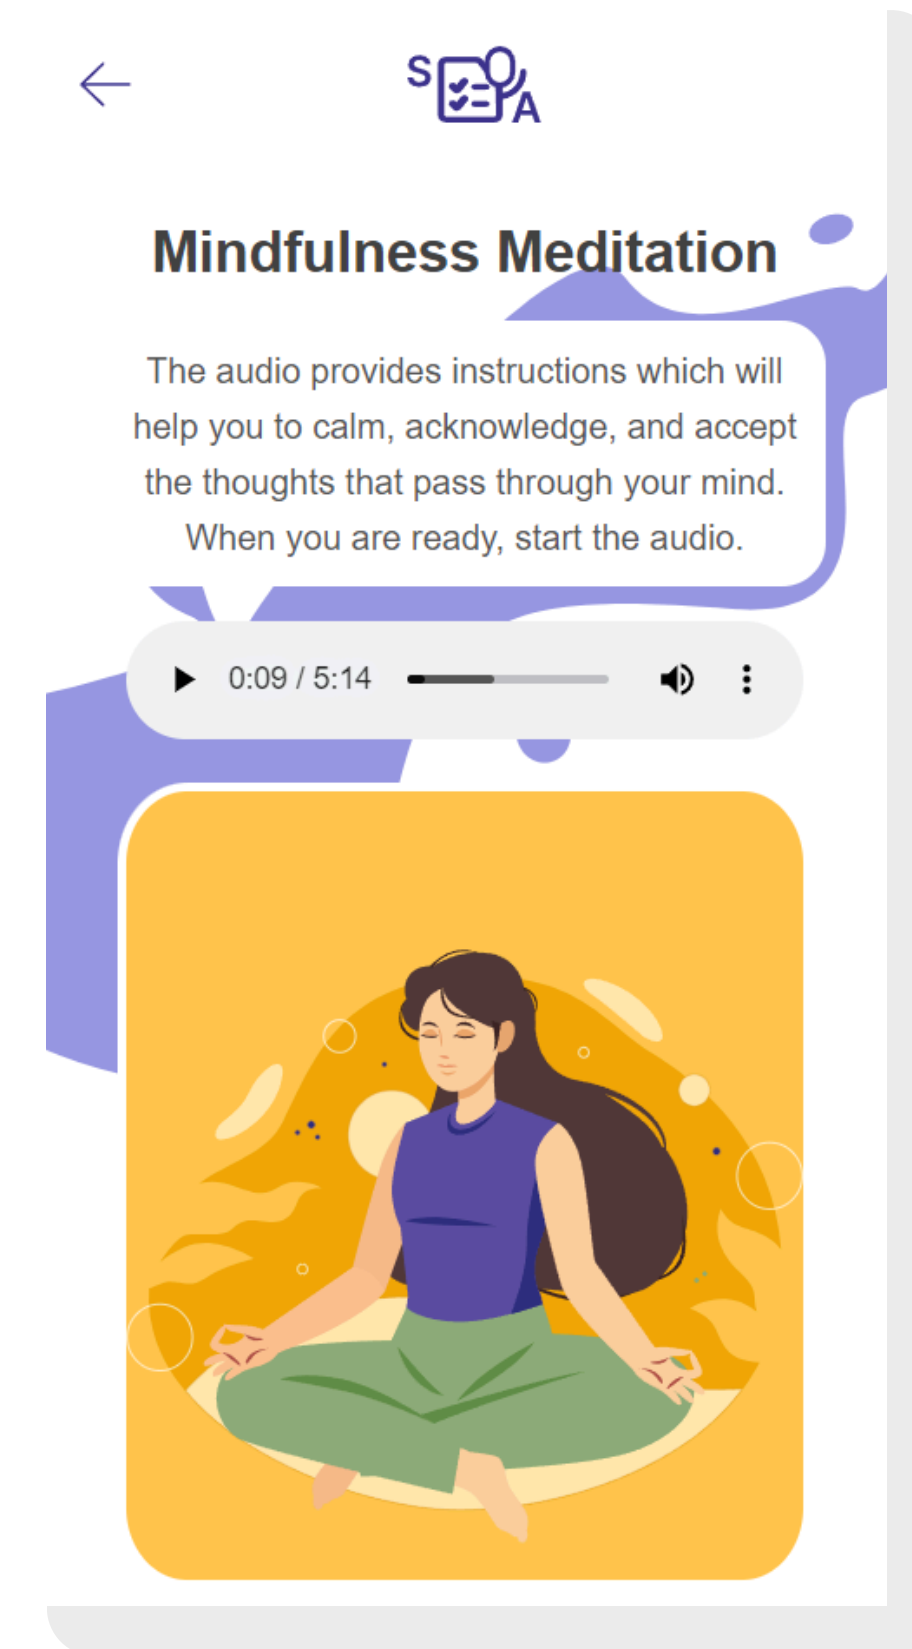 S A
Mindfulness Meditation
The audio provides instructions which will
help you to calm, acknowledge, and accept
the thoughts that pass through your mind.
When you are ready, start the audio.
0:09 / 5:14